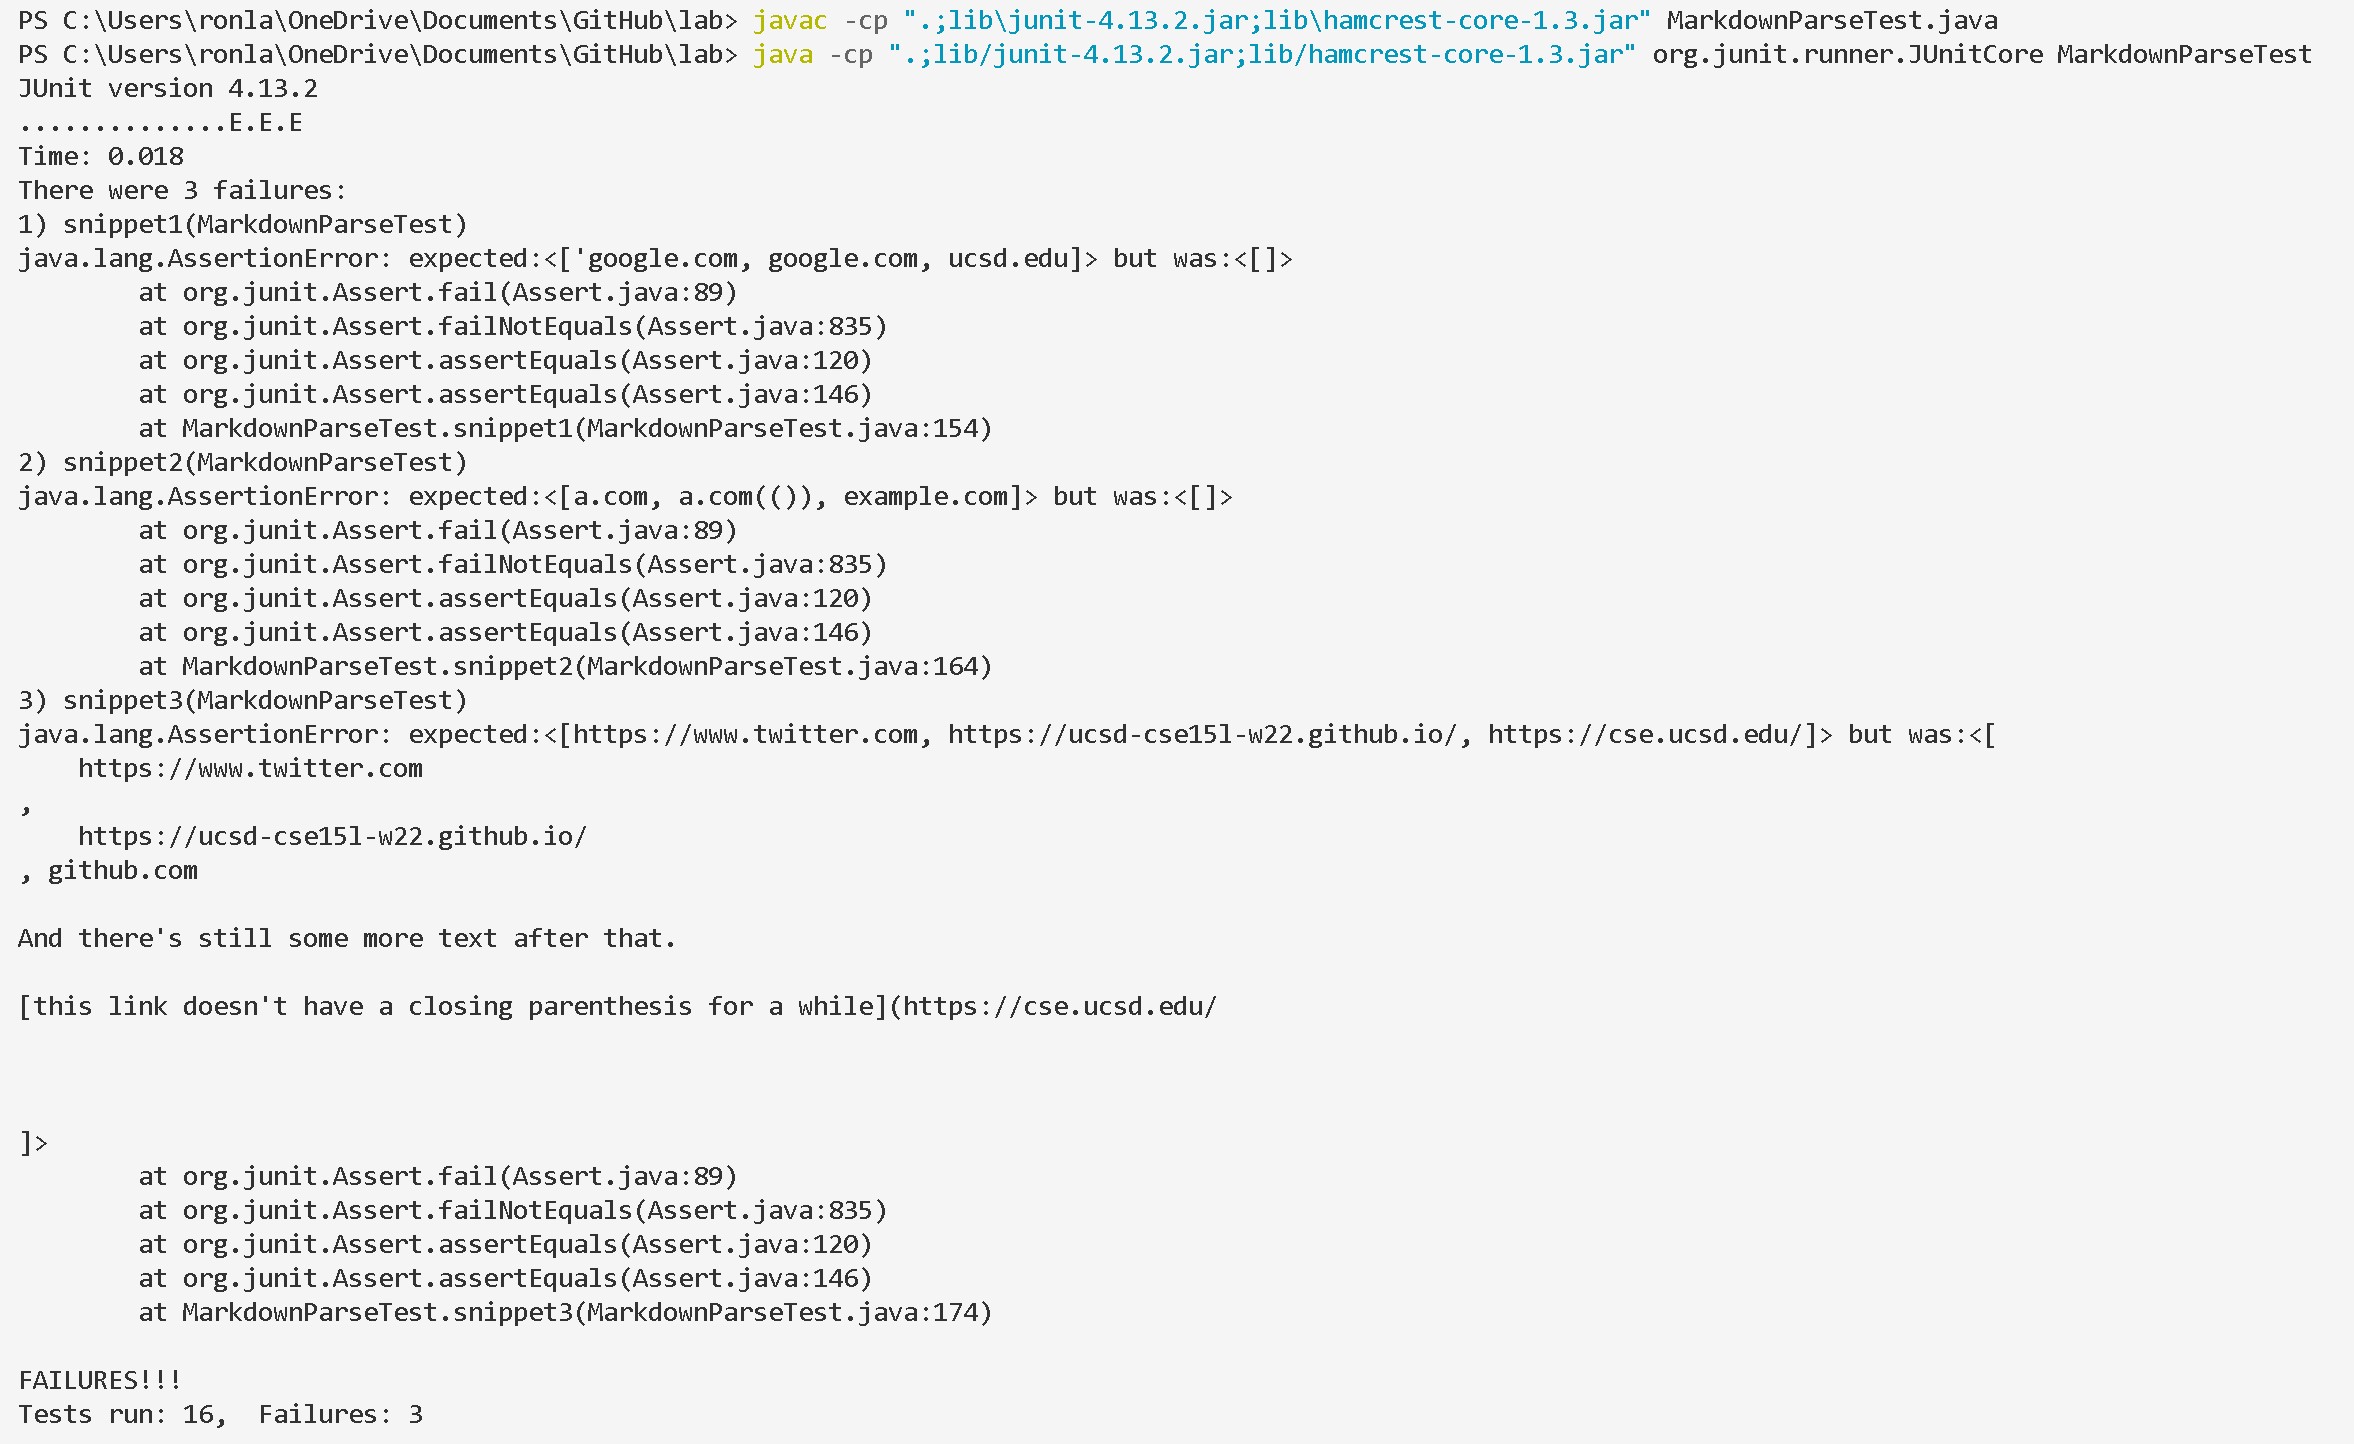 PS C:\Users\ronla\OneDrive\Documents\GitHub\lab> javac -cp ".;lib\junit-4.13.2.jar;lib\hamcrest-core-1.3.jar" MarkdownParseTest.java
PS C:\Users\ronla\OneDrive\Documents\GitHub\lab> java -cp ".;lib/junit-4.13.2.jar;lib/hamcrest-core-1.3.jar" org.junit.runner.JUnitCore MarkdownParseTest
JUnit version 4.13.2
..............E.E.E
Time: 0.018
There were 3 failures:
1) snippet1(MarkdownParseTest)
java.lang.AssertionError: expected:<['google.com, google.com, ucsd.edu]> but was:<[]>
        at org.junit.Assert.fail(Assert.java:89)
        at org.junit.Assert.failNotEquals(Assert.java:835)
        at org.junit.Assert.assertEquals(Assert.java:120)
        at org.junit.Assert.assertEquals(Assert.java:146)
        at MarkdownParseTest.snippet1(MarkdownParseTest.java:154)
2) snippet2(MarkdownParseTest)
java.lang.AssertionError: expected:<[a.com, a.com(()), example.com]> but was:<[]>
        at org.junit.Assert.fail(Assert.java:89)
        at org.junit.Assert.failNotEquals(Assert.java:835)
        at org.junit.Assert.assertEquals(Assert.java:120)
        at org.junit.Assert.assertEquals(Assert.java:146)
        at MarkdownParseTest.snippet2(MarkdownParseTest.java:164)
3) snippet3(MarkdownParseTest)
java.lang.AssertionError: expected:<[https://www.twitter.com, https://ucsd-cse15l-w22.github.io/, https://cse.ucsd.edu/]> but was:<[
    https://www.twitter.com
,
    https://ucsd-cse15l-w22.github.io/
, github.com

And there's still some more text after that.

[this link doesn't have a closing parenthesis for a while](https://cse.ucsd.edu/



]>
        at org.junit.Assert.fail(Assert.java:89)
        at org.junit.Assert.failNotEquals(Assert.java:835)
        at org.junit.Assert.assertEquals(Assert.java:120)
        at org.junit.Assert.assertEquals(Assert.java:146)
        at MarkdownParseTest.snippet3(MarkdownParseTest.java:174)

FAILURES!!!
Tests run: 16,  Failures: 3